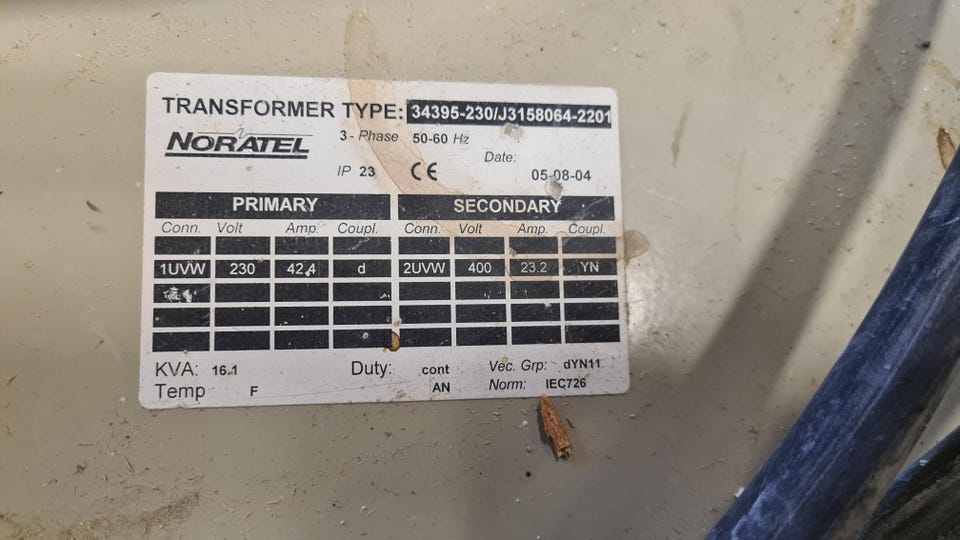 TRANSFORMER TYPE: 34395-230/J3158064-2201
NORATEL 3- Phase 50-60 Hz
Date:
IP 23 CE 05-08-04
PRIMARY SECONDARY
Conn. Volt Amp. Coupl. Conn. Volt Amp. Coupl.
1UVW 230 42.4 d 2UVW 400 23.2 YN
KVA: 16.1 Duty: cont Vec. Grp: dYN11
Temp F AN Norm: IEC726